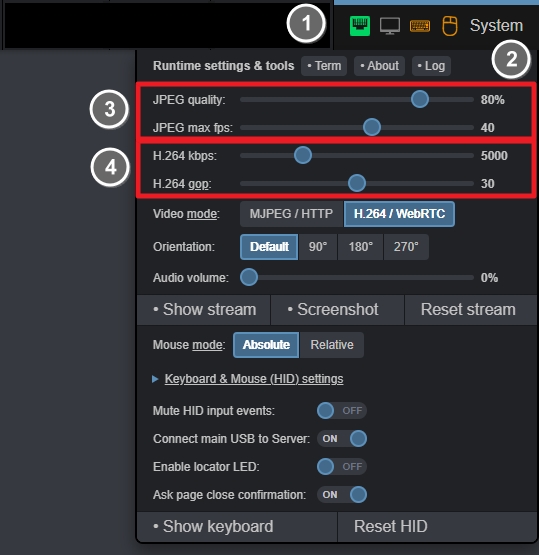 1
System
2
Runtime settings & tools • Term • About • Log
3
JPEG quality: 80%
JPEG max fps: 40
4
H.264 kbps: 5000
H.264 gop: 30
Video mode: MJPEG / HTTP H.264 / WebRTC
Orientation: Default 90° 180° 270°
Audio volume: 0%
• Show stream • Screenshot Reset stream
Mouse mode: Absolute Relative
Keyboard & Mouse (HID) settings
Mute HID input events: OFF
Connect main USB to Server: ON
Enable locator LED: OFF
Ask page close confirmation: ON
• Show keyboard Reset HID